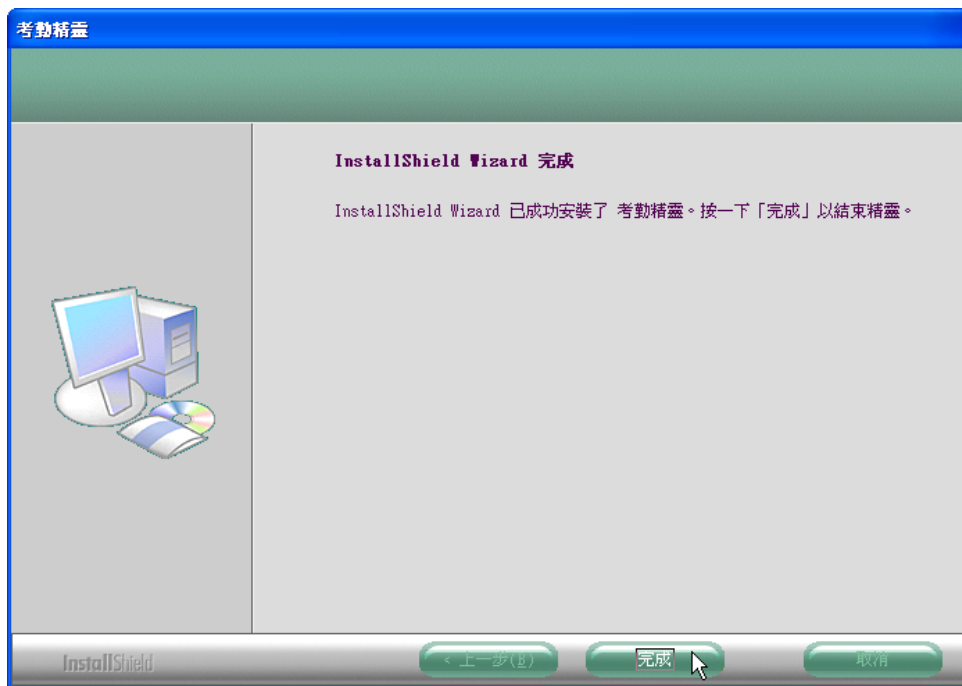 考勤精靈
InstallShield Wizard 完成
InstallShield Wizard 已成功安裝了 考勤精靈。按一下「完成」以結束精靈。
InstallShield
< 上一步(B)
完成
取消